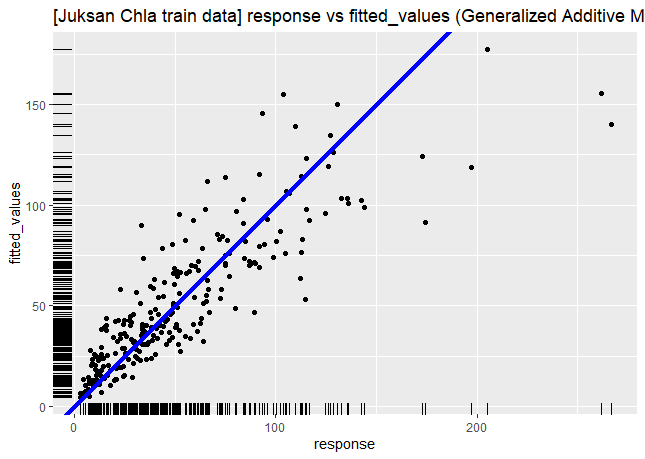 [Juksan Chla train data] response vs fitted_values (Generalized Additive M
150
100
50
0
fitted_values
0
100
200
response